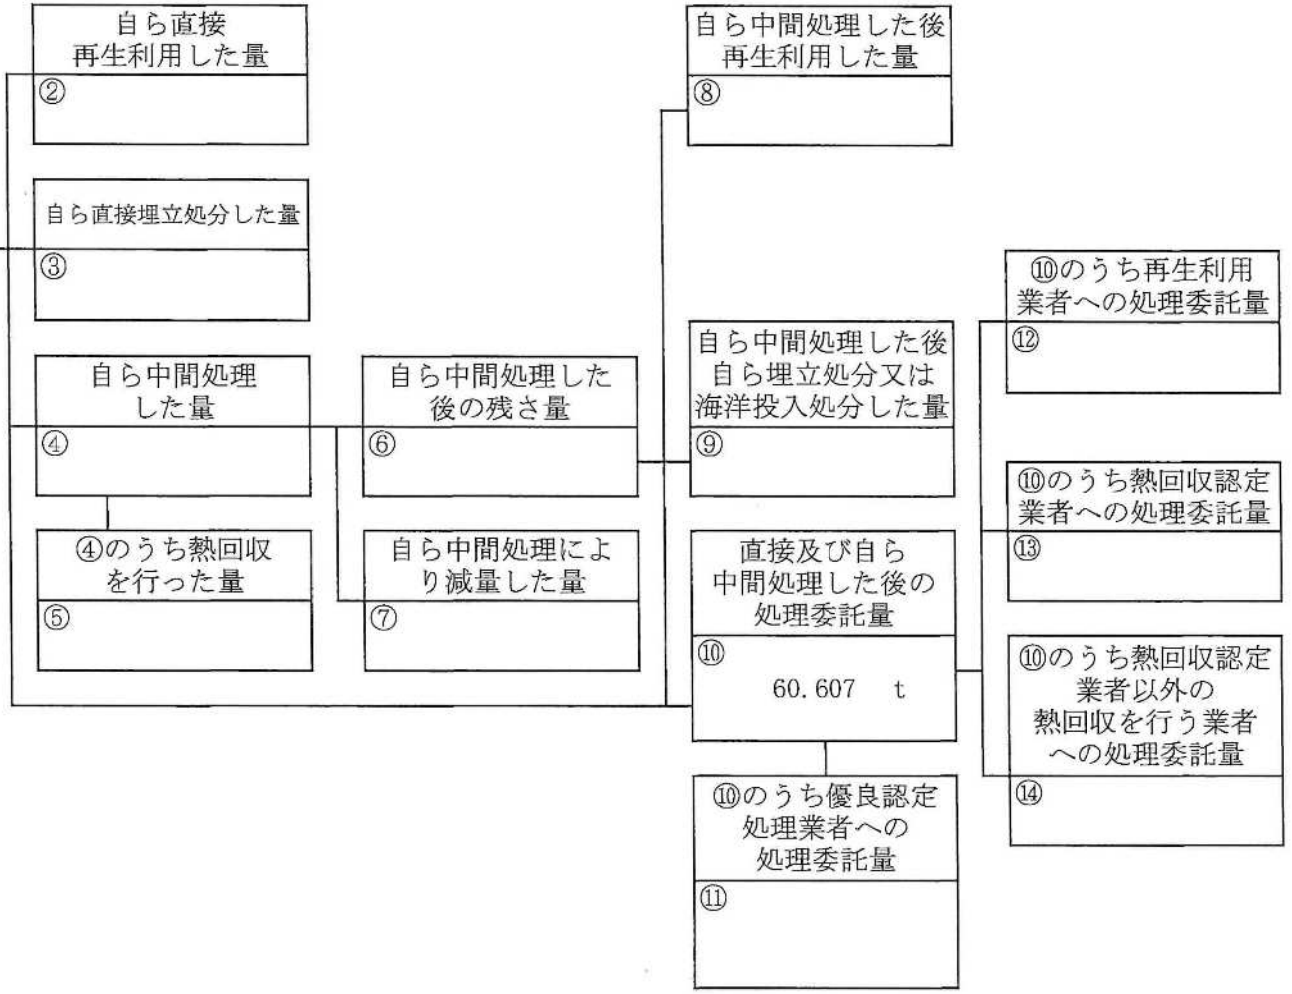 自ら直接
再生利用した量
②
自ら直接埋立処分した量
③
自ら中間処理
した量
④
④のうち熱回収
を行った量
⑤
自ら中間処理した
後の残さ量
⑥
自ら中間処理によ
り減量した量
⑦
自ら中間処理した後
再生利用した量
⑧
自ら中間処理した後
自ら埋立処分又は
海洋投入処分した量
⑨
直接及び自ら
中間処理した後の
処理委託量
⑩
60.607 t
⑩のうち優良認定
処理業者への
処理委託量
⑪
⑩のうち再生利用
業者への処理委託量
⑫
⑩のうち熱回収認定
業者への処理委託量
⑬
⑩のうち熱回収認定
業者以外の
熱回収を行う業者
への処理委託量
⑭